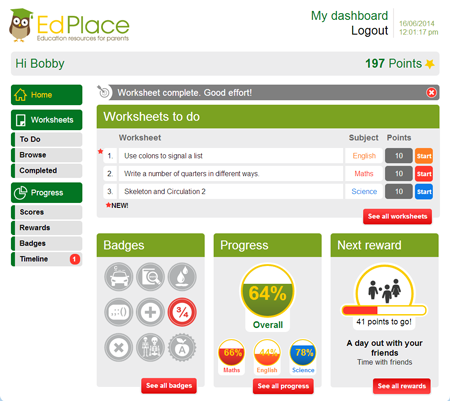 EdPlace
Education resources for parents
My dashboard
Logout
16/06/2014
12:01:17 pm
Hi Bobby
197 Points
Home
Worksheets
To Do
Browse
Completed
Progress
Scores
Rewards
Badges
Timeline 1
Worksheet complete. Good effort!
Worksheets to do
Worksheet Subject Points
1. Use colons to signal a list English 10 Start
2. Write a number of quarters in different ways. Maths 10 Start
3. Skeleton and Circulation 2 Science 10 Start
NEW!
See all worksheets
Badges
.;:()
3/4
A
See all badges
Progress
64%
Overall
66% 44% 78%
Maths English Science
See all progress
Next reward
41 points to go!
A day out with your
friends
Time with friends
See all rewards